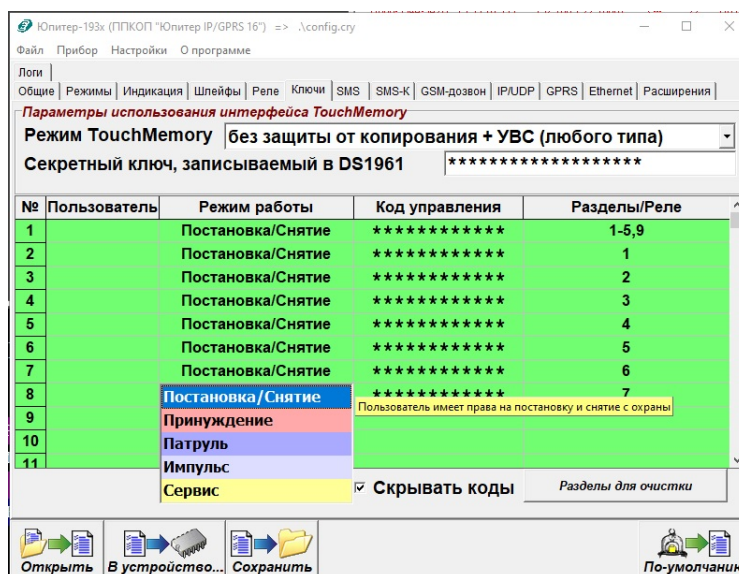 Юпитер-193x (ППКОП "Юпитер IP/GPRS 16") => .\config.cry
Файл Прибор Настройки О программе
Логи
Общие Режимы Индикация Шлейфы Реле Ключи SMS SMS-K GSM-дозвон IP/UDP GPRS Ethernet Расширения
Параметры использования интерфейса TouchMemory
Режим TouchMemory без защиты от копирования + УВС (любого типа)
Секретный ключ, записываемый в DS1961 *******************
№ Пользователь Режим работы Код управления Разделы/Реле
1 Постановка/Снятие ************ 1-5,9
2 Постановка/Снятие ************ 1
3 Постановка/Снятие ************ 2
4 Постановка/Снятие ************ 3
5 Постановка/Снятие ************ 4
6 Постановка/Снятие ************ 5
7 Постановка/Снятие ************ 6
8 Постановка/Снятие ************ 7
Пользователь имеет права на постановку и снятие с охраны
9 Принуждение
10 Патруль
11 Импульс
Сервис
Скрывать коды Разделы для очистки
Открыть В устройство... Сохранить По-умолчанию